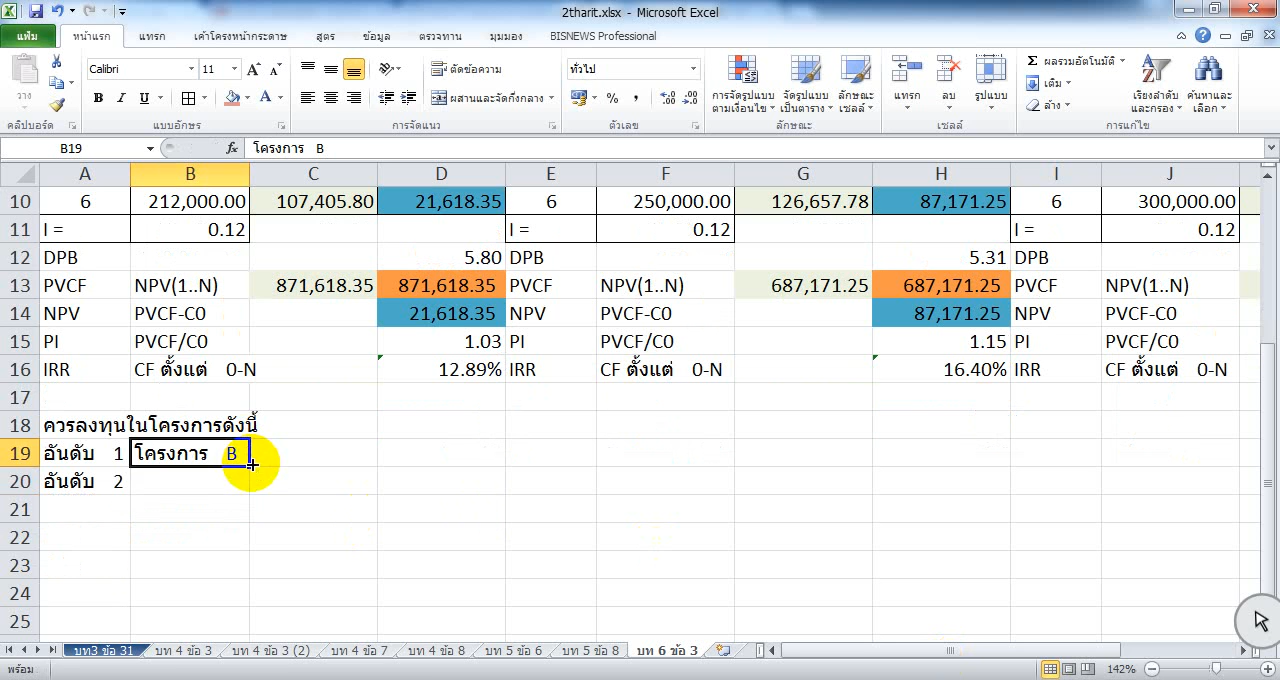 2tharit.xlsx - Microsoft Excel
แฟ้ม หน้าแรก แทรก เค้าโครงหน้ากระดาษ สูตร ข้อมูล ตรวจทาน มุมมอง BISNEWS Professional
วาง Calibri 11 ตัดข้อความ ทั่วไป ผลรวมอัตโนมัติ
B I U A ผสานและจัดกึ่งกลาง % , การจัดรูปแบบตามเงื่อนไข จัดรูปแบบเป็นตาราง ลักษณะเซลล์ แทรก ลบ รูปแบบ เติม ล้าง เรียงลำดับและกรอง ค้นหาและเลือก
คลิปบอร์ด แบบอักษร การจัดแนว ตัวเลข ลักษณะ เซลล์ การแก้ไข
B19 fx โครงการ B
A B C D E F G H I J
10 6 212,000.00 107,405.80 21,618.35 6 250,000.00 126,657.78 87,171.25 6 300,000.00
11 I = 0.12 I = 0.12 I = 0.12
12 DPB 5.80 DPB 5.31 DPB
13 PVCF NPV(1..N) 871,618.35 871,618.35 PVCF NPV(1..N) 687,171.25 687,171.25 PVCF NPV(1..N)
14 NPV PVCF-C0 21,618.35 NPV PVCF-C0 87,171.25 NPV PVCF-C0
15 PI PVCF/C0 1.03 PI PVCF/C0 1.15 PI PVCF/C0
16 IRR CF ตั้งแต่ 0-N 12.89% IRR CF ตั้งแต่ 0-N 16.40% IRR CF ตั้งแต่ 0-N
17
18 ควรลงทุนในโครงการดังนี้
19 อันดับ 1 โครงการ B
20 อันดับ 2
21
22
23
24
25
บท3 ข้อ 31 บท 4 ข้อ 3 บท 4 ข้อ 3 (2) บท 4 ข้อ 7 บท 4 ข้อ 8 บท 5 ข้อ 1 บท 5 ข้อ 8 บท 6 ข้อ 3
พร้อม 142%